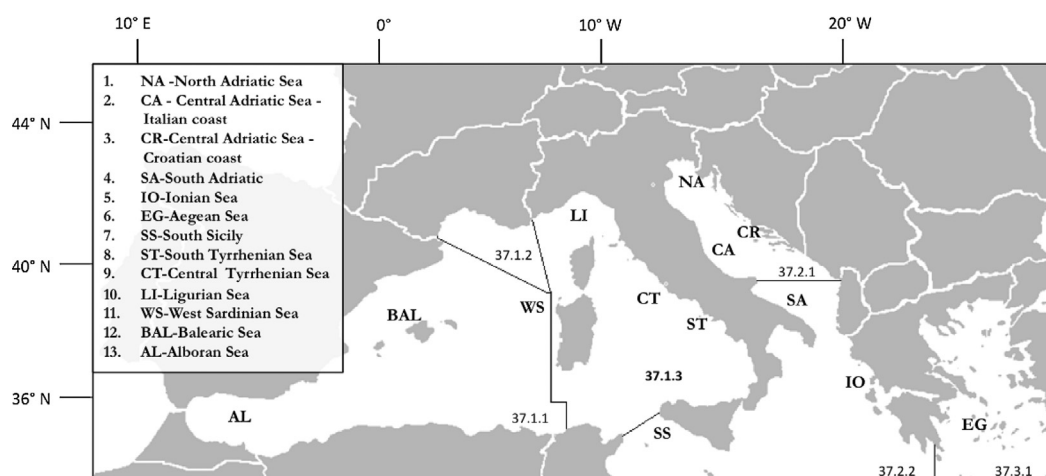 10° E 0° 10° W 20° W
1. NA -North Adriatic Sea
2. CA - Central Adriatic Sea -
Italian coast
3. CR-Central Adriatic Sea -
Croatian coast
4. SA-South Adriatic
5. IO-Ionian Sea
6. EG-Aegean Sea
7. SS-South Sicily
8. ST-South Tyrrhenian Sea
9. CT-Central Tyrrhenian Sea
10. LI-Ligurian Sea
11. WS-West Sardinian Sea
12. BAL-Balearic Sea
13. AL-Alboran Sea
44° N
40° N
36° N
NA
LI
CR
CA
37.1.2
37.2.1
CT
SA
WS
BAL
ST
37.1.3
IO
AL
37.1.1
EG
SS
37.2.2
37.3.1